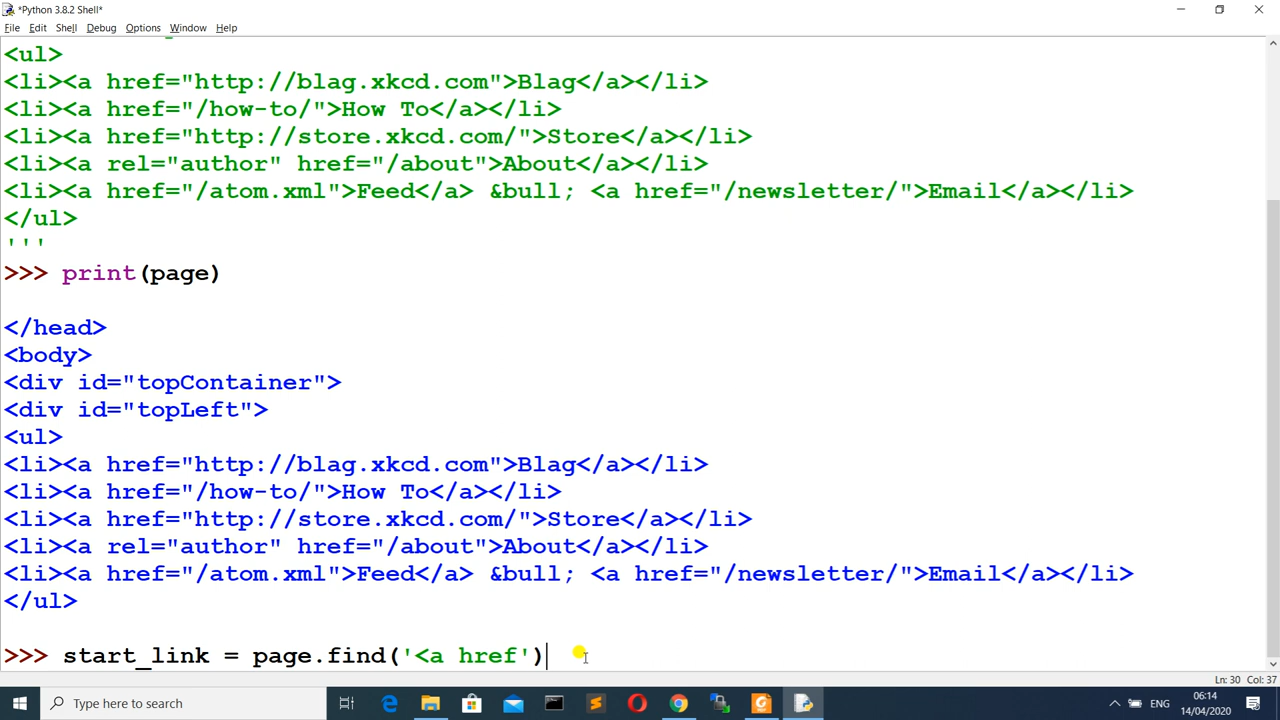 *Python 3.8.2 Shell*
File Edit Shell Debug Options Window Help
<ul>
<li><a href="http://blag.xkcd.com">Blag</a></li>
<li><a href="/how-to/">How To</a></li>
<li><a href="http://store.xkcd.com/">Store</a></li>
<li><a rel="author" href="/about">About</a></li>
<li><a href="/atom.xml">Feed</a> &bull; <a href="/newsletter/">Email</a></li>
</ul>
'''
>>> print(page)
</head>
<body>
<div id="topContainer">
<div id="topLeft">
<ul>
<li><a href="http://blag.xkcd.com">Blag</a></li>
<li><a href="/how-to/">How To</a></li>
<li><a href="http://store.xkcd.com/">Store</a></li>
<li><a rel="author" href="/about">About</a></li>
<li><a href="/atom.xml">Feed</a> &bull; <a href="/newsletter/">Email</a></li>
</ul>
>>> start_link = page.find('<a href')
Ln: 30 Col: 37
Type here to search
ENG
06:14
14/04/2020